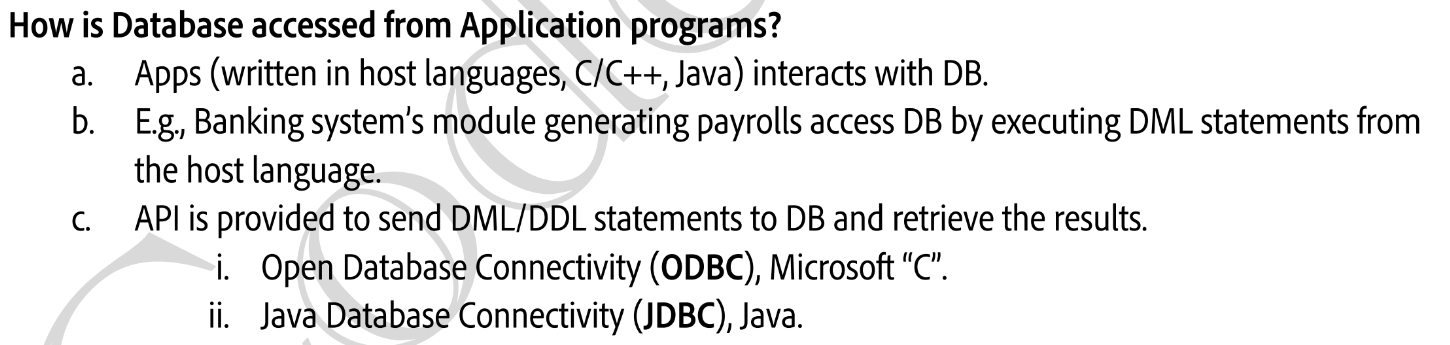 How is Database accessed from Application programs?
a. Apps (written in host languages, C/C++, Java) interacts with DB.
b. E.g., Banking system's module generating payrolls access DB by executing DML statements from
the host language.
c. API is provided to send DML/DDL statements to DB and retrieve the results.
i. Open Database Connectivity (ODBC), Microsoft "C".
ii. Java Database Connectivity (JDBC), Java.